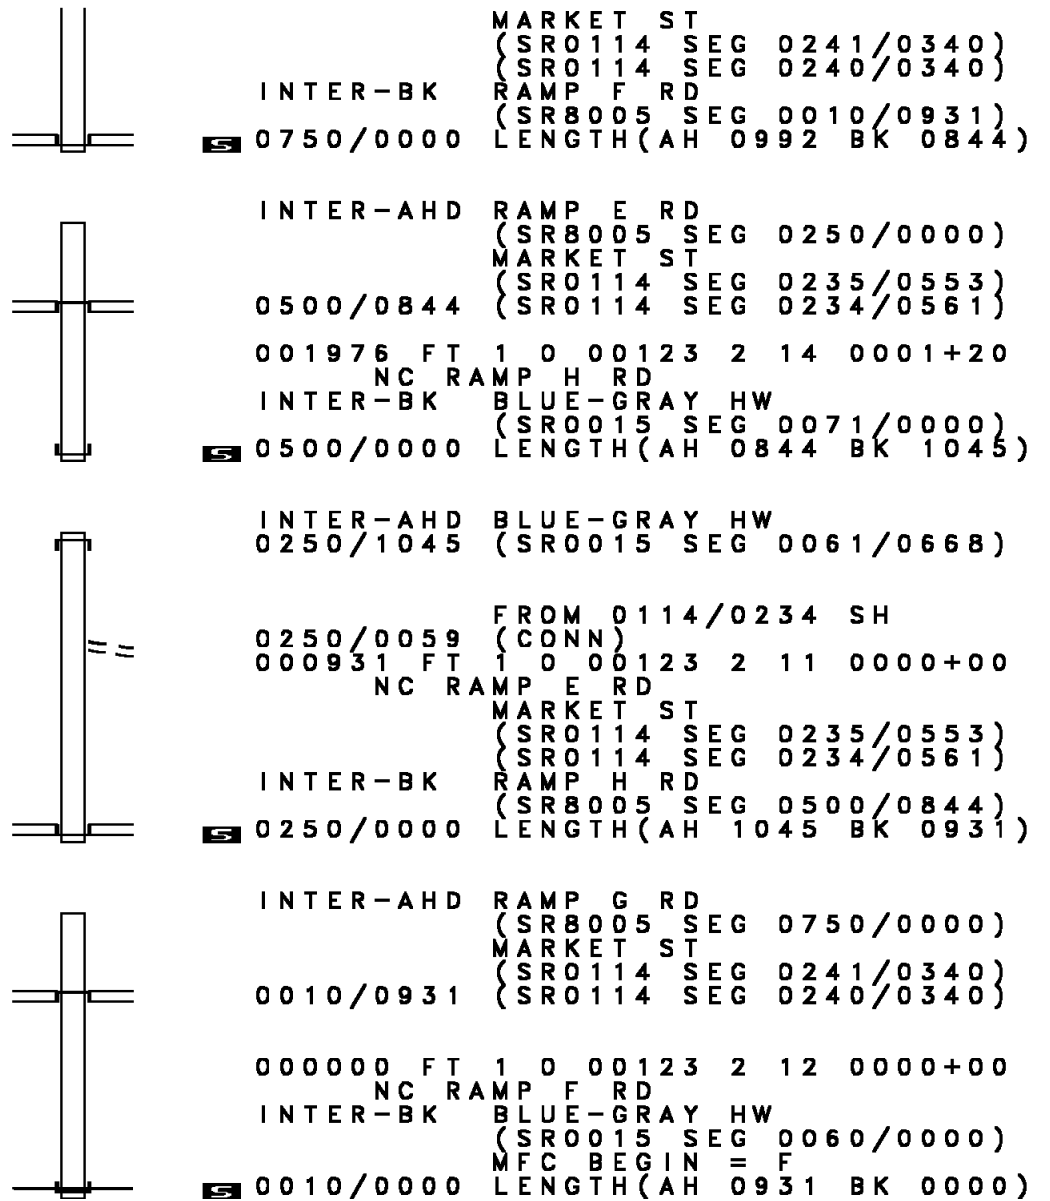 MARKET ST
(SR0114 SEG 0241/0340)
(SR0114 SEG 0240/0340)
INTER-BK RAMP F RD
(SR8005 SEG 0010/0931)
S 0750/0000 LENGTH(AH 0992 BK 0844)
INTER-AHD RAMP E RD
(SR8005 SEG 0250/0000)
MARKET ST
(SR0114 SEG 0235/0553)
0500/0844 (SR0114 SEG 0234/0561)
001976 FT 1 0 00123 2 14 0001+20
NC RAMP H RD
INTER-BK BLUE-GRAY HW
(SR0015 SEG 0071/0000)
S 0500/0000 LENGTH(AH 0844 BK 1045)
INTER-AHD BLUE-GRAY HW
0250/1045 (SR0015 SEG 0061/0668)
FROM 0114/0234 SH
0250/0059 (CONN)
000931 FT 1 0 00123 2 11 0000+00
NC RAMP E RD
MARKET ST
(SR0114 SEG 0235/0553)
(SR0114 SEG 0234/0561)
INTER-BK RAMP H RD
(SR8005 SEG 0500/0844)
S 0250/0000 LENGTH(AH 1045 BK 0931)
INTER-AHD RAMP G RD
(SR8005 SEG 0750/0000)
MARKET ST
(SR0114 SEG 0241/0340)
0010/0931 (SR0114 SEG 0240/0340)
000000 FT 1 0 00123 2 12 0000+00
NC RAMP F RD
INTER-BK BLUE-GRAY HW
(SR0015 SEG 0060/0000)
MFC BEGIN = F
S 0010/0000 LENGTH(AH 0931 BK 0000)